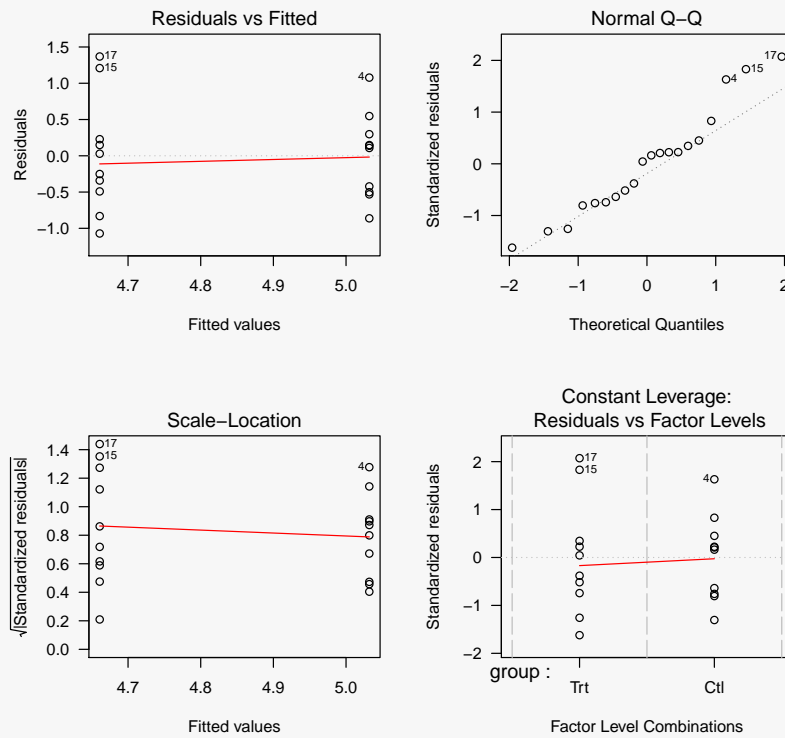 Residuals vs Fitted
1.5
1.0
0.5
0.0
−0.5
−1.0
Residuals
17
15
4
4.7 4.8 4.9 5.0
Fitted values
Normal Q−Q
2
1
0
−1
Standardized residuals
17
15
4
−2 −1 0 1 2
Theoretical Quantiles
Scale−Location
1.4
1.2
1.0
0.8
0.6
0.4
0.2
0.0
√|Standardized residuals|
17
15
4
4.7 4.8 4.9 5.0
Fitted values
Constant Leverage:
Residuals vs Factor Levels
2
1
0
−1
−2
Standardized residuals
17
15
4
group :
Trt Ctl
Factor Level Combinations